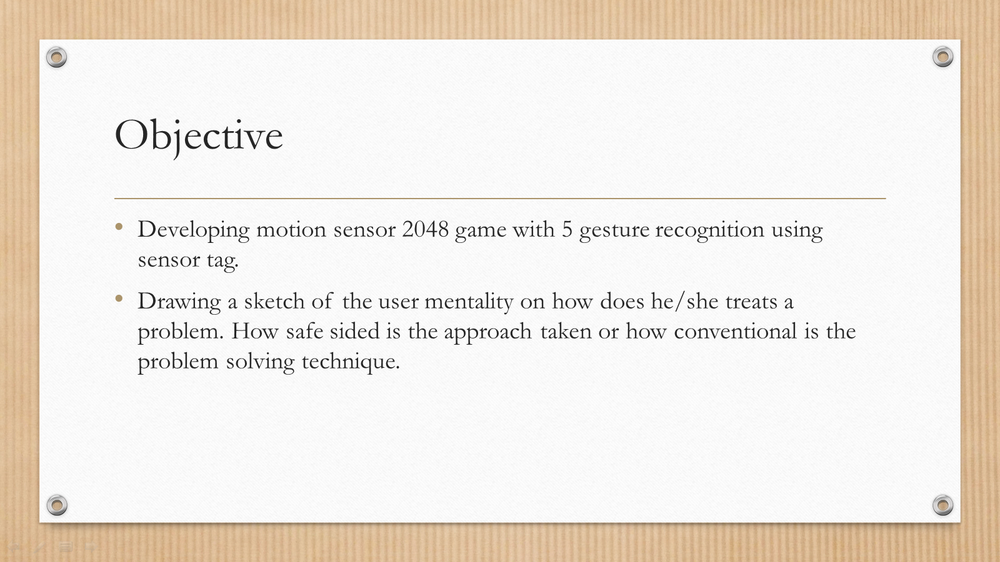 Objective
• Developing motion sensor 2048 game with 5 gesture recognition using
sensor tag.
• Drawing a sketch of the user mentality on how does he/she treats a
problem. How safe sided is the approach taken or how conventional is the
problem solving technique.